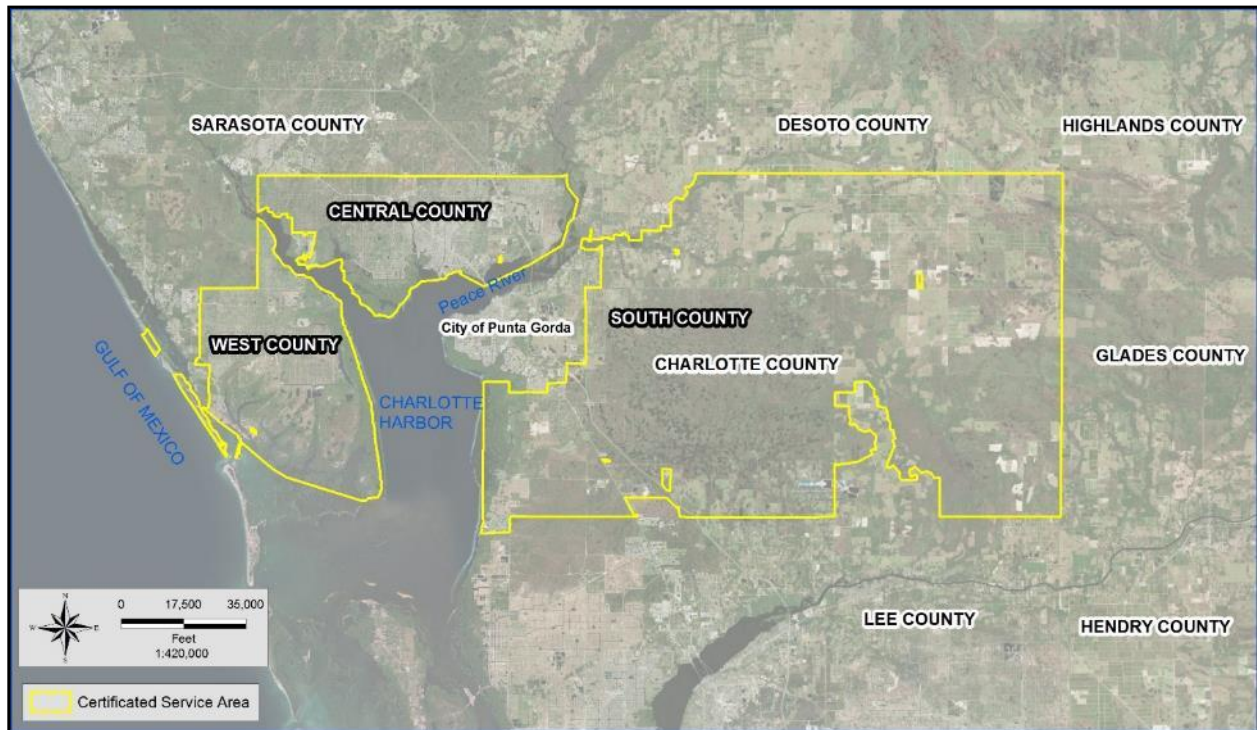 SARASOTA COUNTY
DESOTO COUNTY
HIGHLANDS COUNTY
CENTRAL COUNTY
Peace River
City of Punta Gorda
SOUTH COUNTY
WEST COUNTY
CHARLOTTE COUNTY
GLADES COUNTY
GULF OF MEXICO
CHARLOTTE
HARBOR
LEE COUNTY
HENDRY COUNTY
N
W
E
S
0 17,500 35,000
Feet
1:420,000
Certificated Service Area